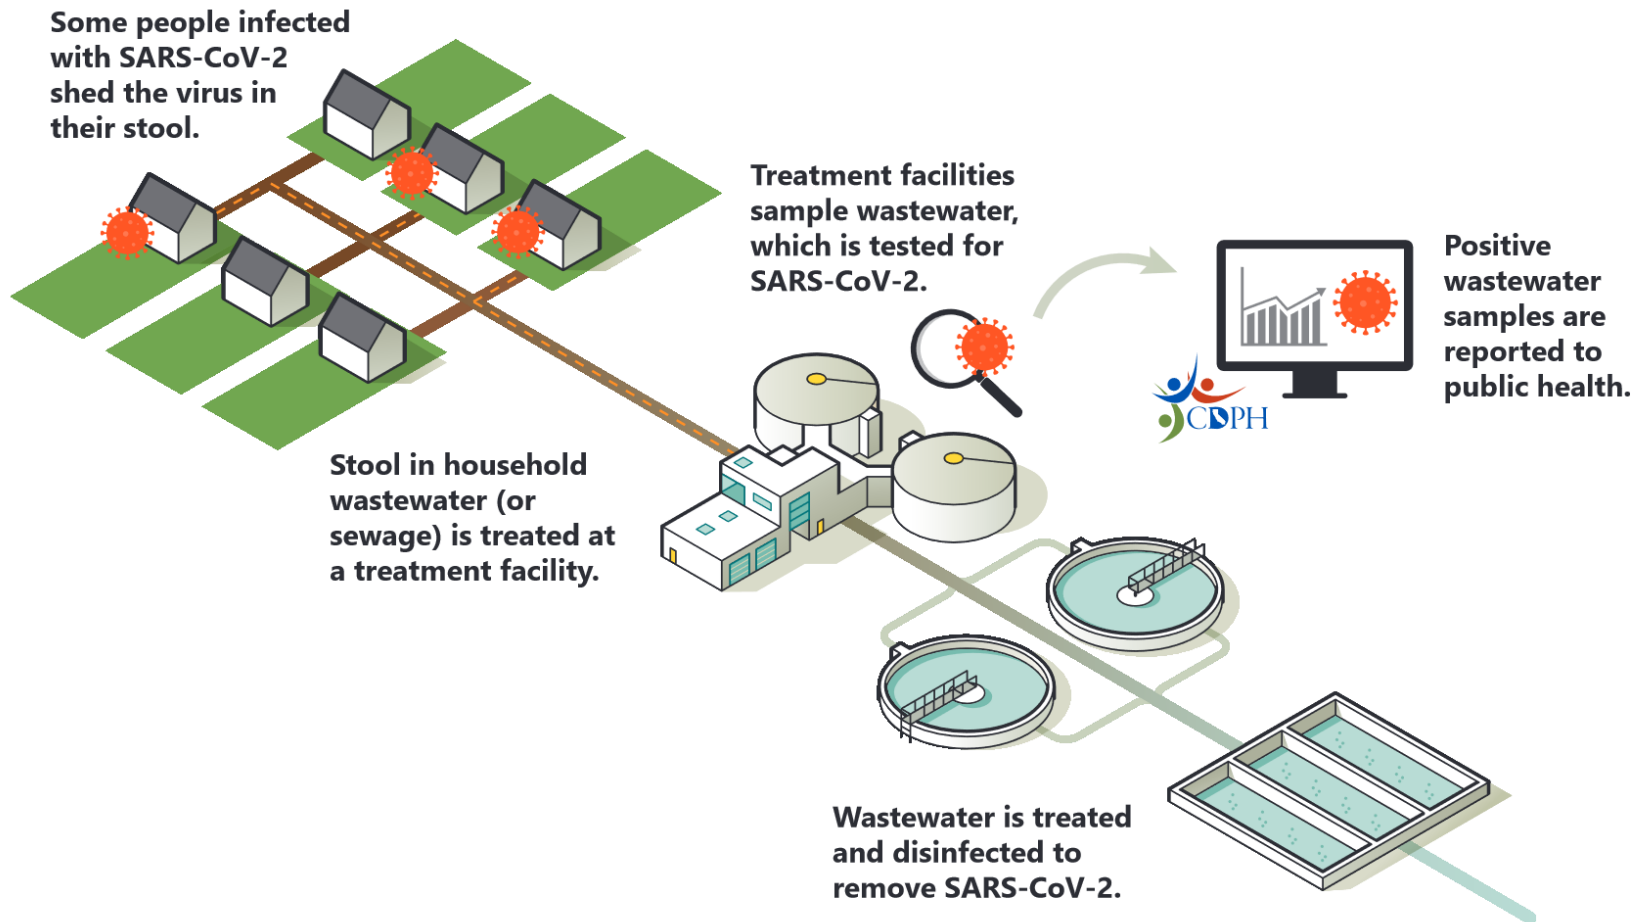 Some people infected
with SARS-CoV-2
shed the virus in
their stool.
Treatment facilities
sample wastewater,
which is tested for
SARS-CoV-2.
Positive
wastewater
samples are
reported to
public health.
CDPH
Stool in household
wastewater (or
sewage) is treated at
a treatment facility.
Wastewater is treated
and disinfected to
remove SARS-CoV-2.